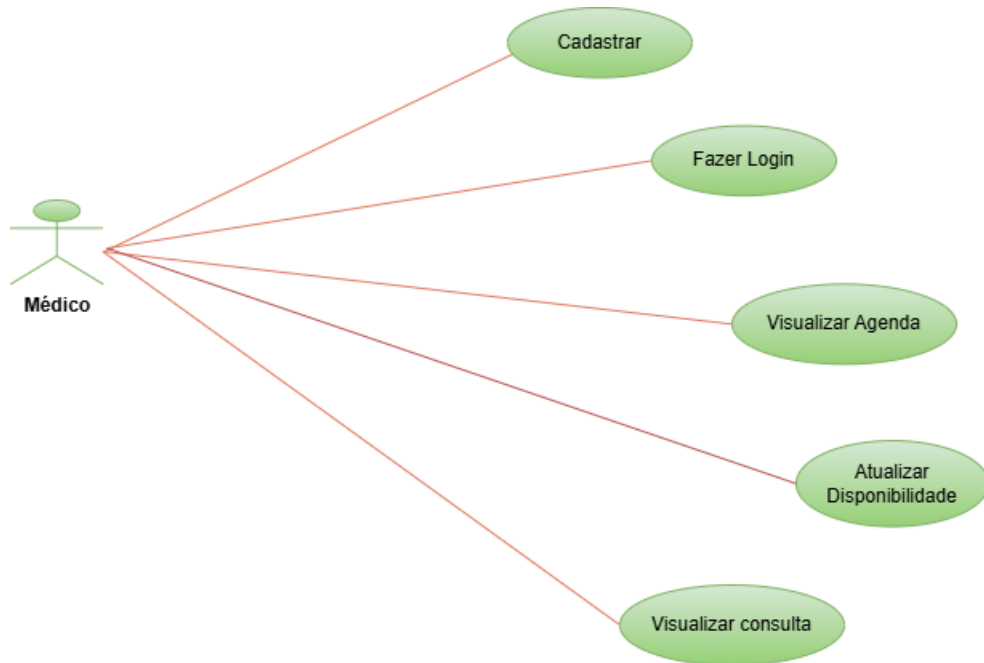 Cadastrar
Fazer Login
Médico
Visualizar Agenda
Atualizar
Disponibilidade
Visualizar consulta